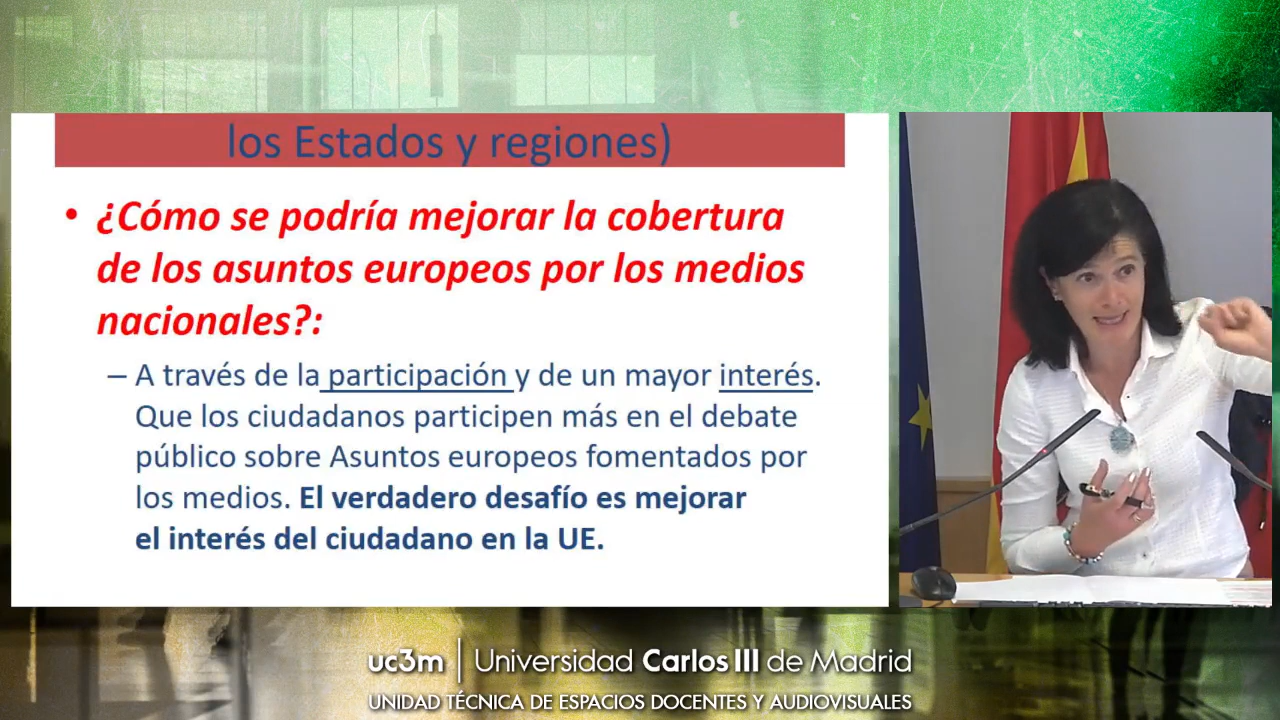 los Estados y regiones)
• ¿Cómo se podría mejorar la cobertura
de los asuntos europeos por los medios
nacionales?:
– A través de la participación y de un mayor interés.
Que los ciudadanos participen más en el debate
público sobre Asuntos europeos fomentados por
los medios. El verdadero desafío es mejorar
el interés del ciudadano en la UE.
uc3m | Universidad Carlos III de Madrid
UNIDAD TÉCNICA DE ESPACIOS DOCENTES Y AUDIOVISUALES